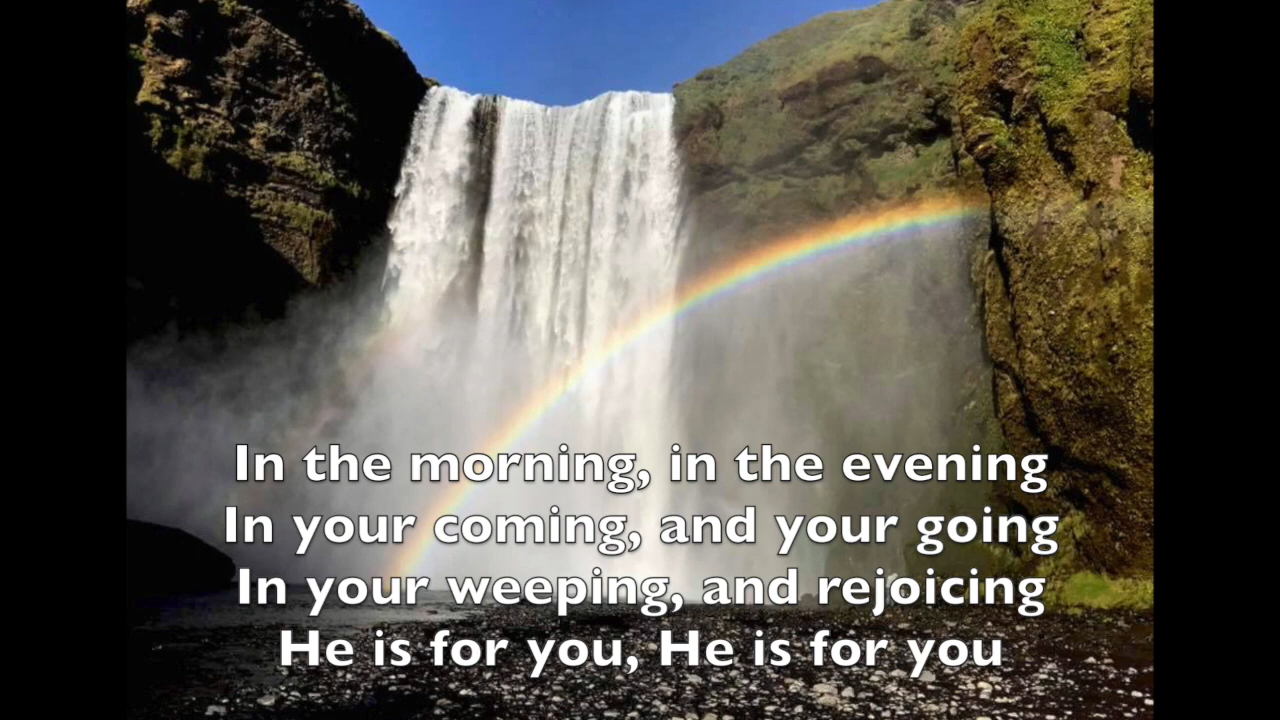 In the morning, in the evening
In your coming, and your going
In your weeping, and rejoicing
He is for you, He is for you